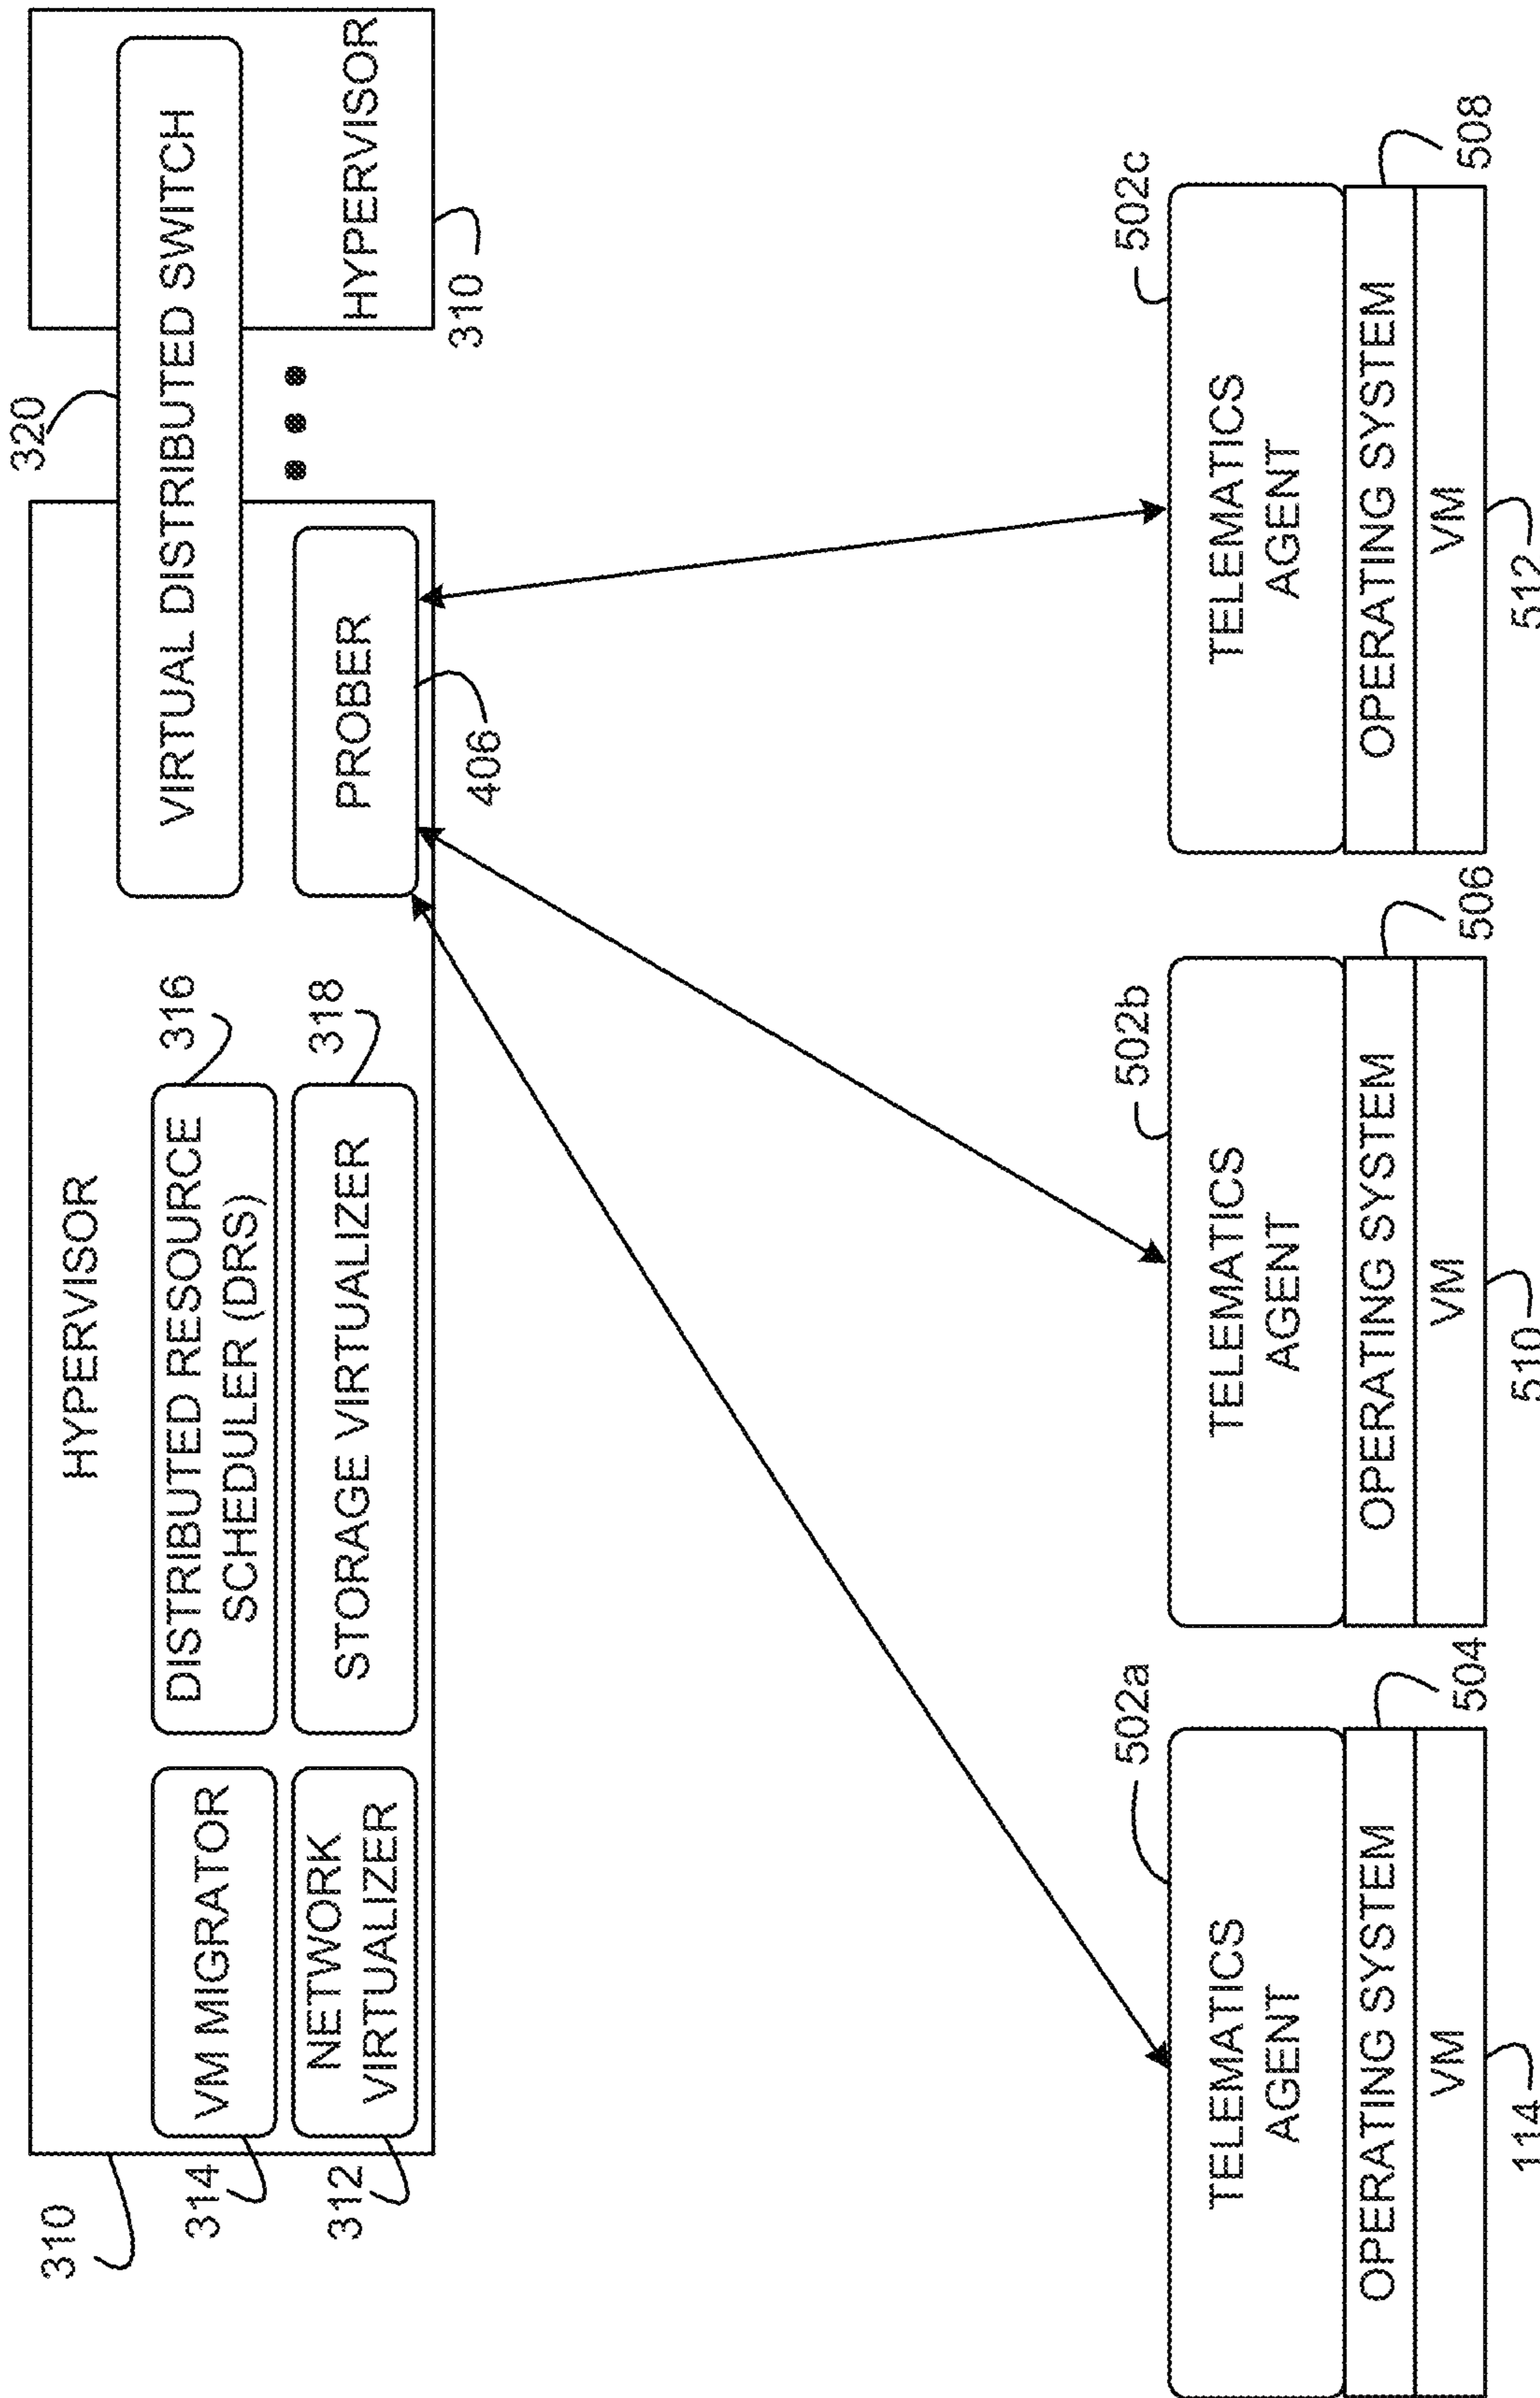 320
310
HYPERVISOR
VIRTUAL DISTRIBUTED SWITCH
316
314
VM MIGRATOR
DISTRIBUTED RESOURCE
SCHEDULER (DRS)
HYPERVISOR
310
312
NETWORK
VIRTUALIZER
STORAGE VIRTUALIZER
318
PROBER
406
502a
502b
502c
TELEMATICS
AGENT
TELEMATICS
AGENT
TELEMATICS
AGENT
OPERATING SYSTEM
504
OPERATING SYSTEM
506
OPERATING SYSTEM
508
VM
VM
VM
114
510
512